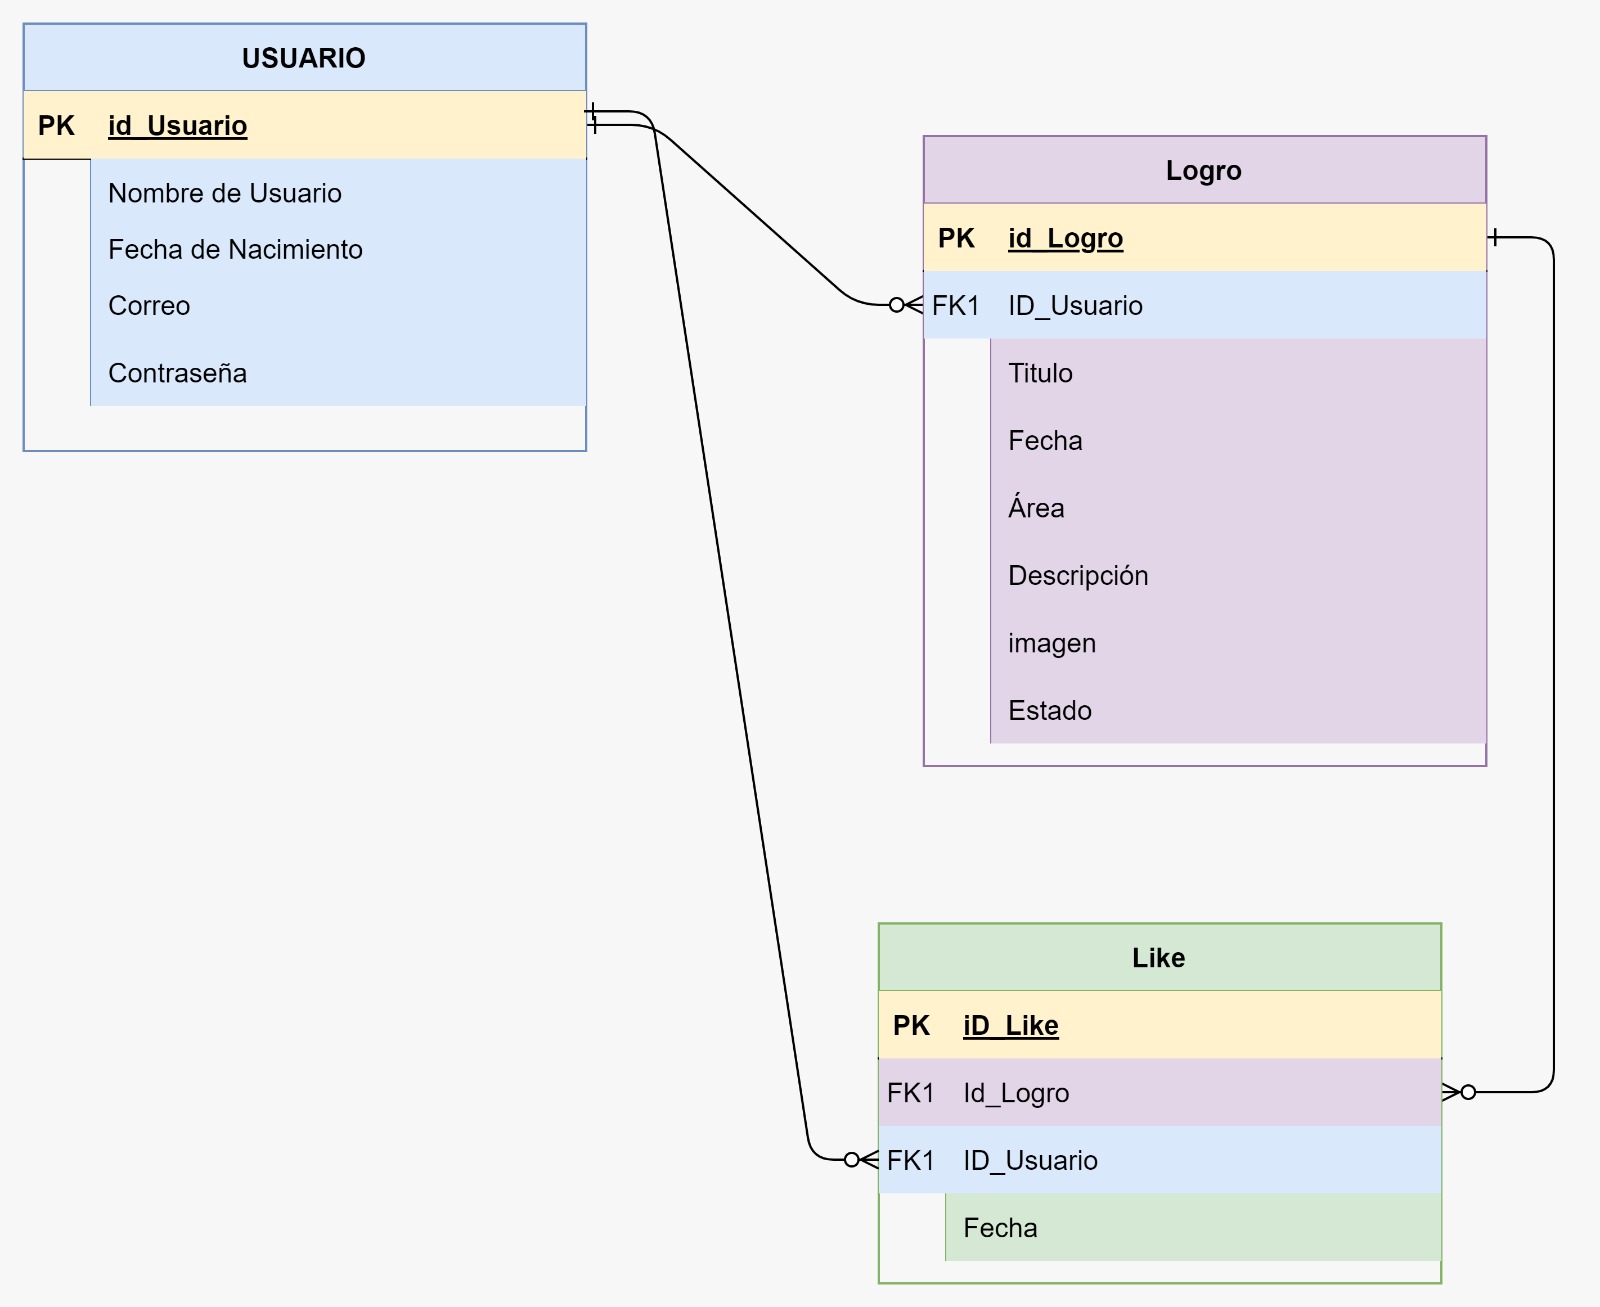 USUARIO
PK id_Usuario
Nombre de Usuario
Fecha de Nacimiento
Correo
Contraseña
Logro
PK id_Logro
FK1 ID_Usuario
Titulo
Fecha
Área
Descripción
imagen
Estado
Like
PK iD_Like
FK1 Id_Logro
FK1 ID_Usuario
Fecha